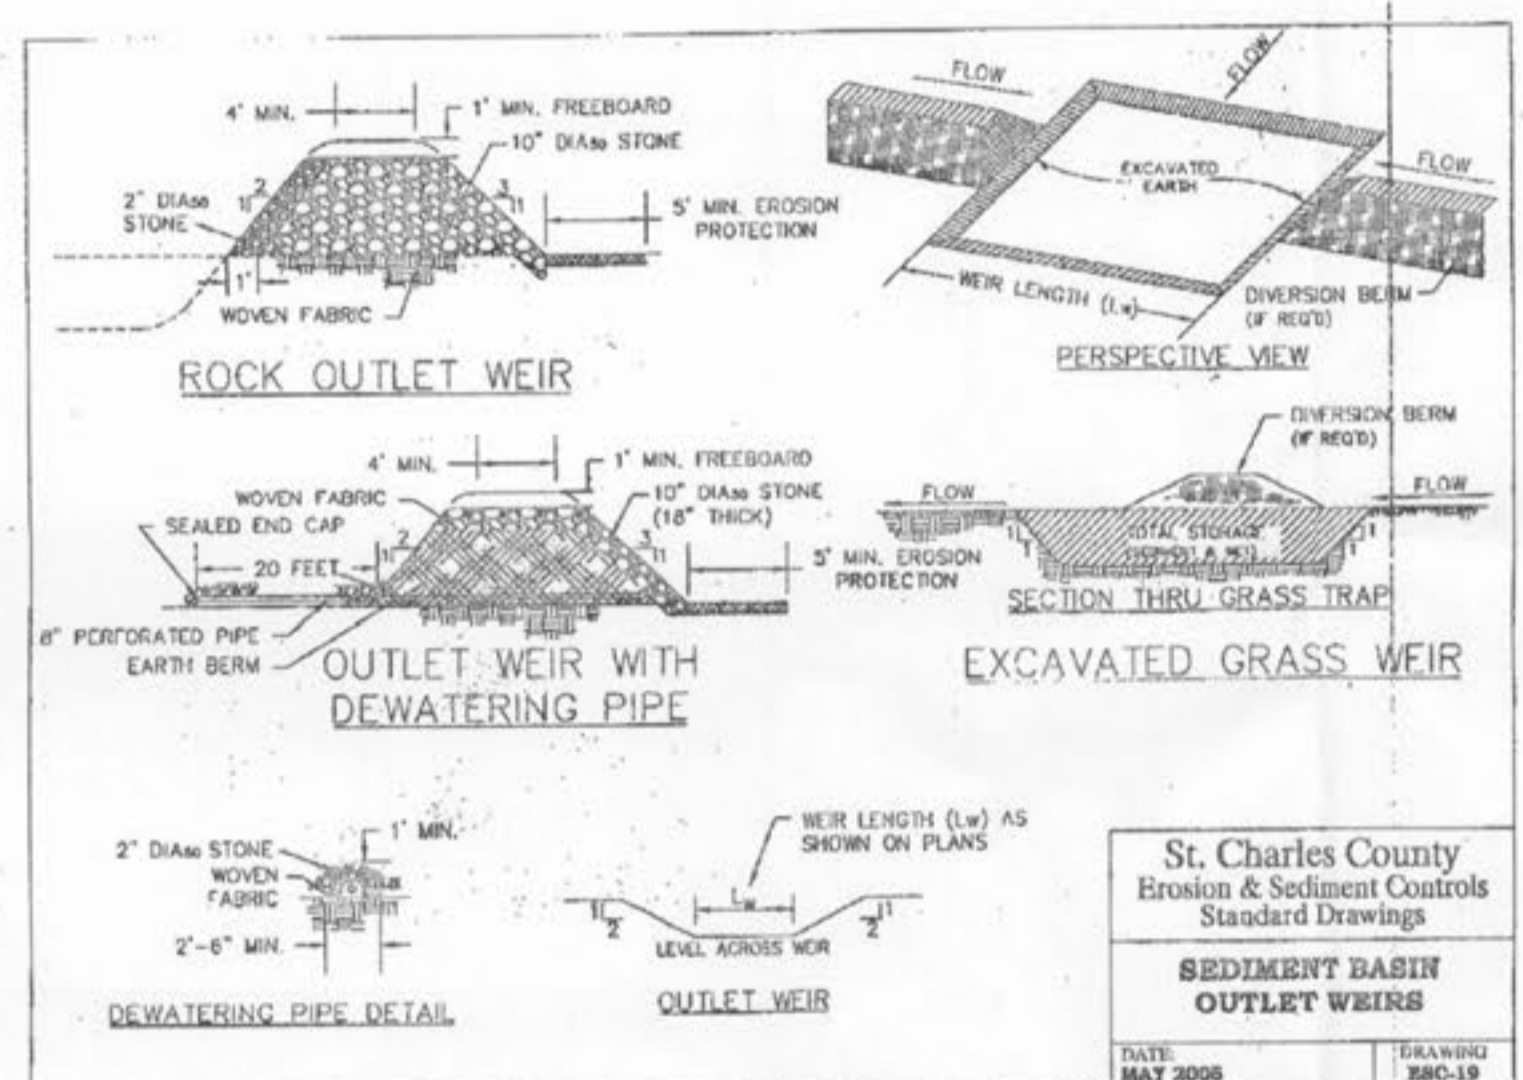 4' MIN.
1' MIN. FREEBOARD
10" DIA50 STONE
2" DIA50
STONE
2
1
3
1
5' MIN. EROSION
PROTECTION
1'
WOVEN FABRIC
ROCK OUTLET WEIR
FLOW
FLOW
FLOW
EXCAVATED
EARTH
WEIR LENGTH (Lw)
DIVERSION BERM
(IF REQ'D)
PERSPECTIVE VIEW
4' MIN.
1' MIN. FREEBOARD
WOVEN FABRIC
10" DIA50 STONE
(18" THICK)
SEALED END CAP
2
1
3
1
20 FEET
5' MIN. EROSION
PROTECTION
8" PERFORATED PIPE
EARTH BERM
OUTLET WEIR WITH
DEWATERING PIPE
DIVERSION BERM
(IF REQ'D)
FLOW
FLOW
1
1
1
1
TOTAL STORAGE
SECTION THRU GRASS TRAP
EXCAVATED GRASS WEIR
1' MIN.
2" DIA50 STONE
WOVEN
FABRIC
1
2'-6" MIN.
DEWATERING PIPE DETAIL
WEIR LENGTH (Lw) AS
SHOWN ON PLANS
Lw
1
2
1
2
LEVEL ACROSS WEIR
OUTLET WEIR
St. Charles County
Erosion & Sediment Controls
Standard Drawings
SEDIMENT BASIN
OUTLET WEIRS
DATE:
MAY 2006
DRAWING
ESC-19